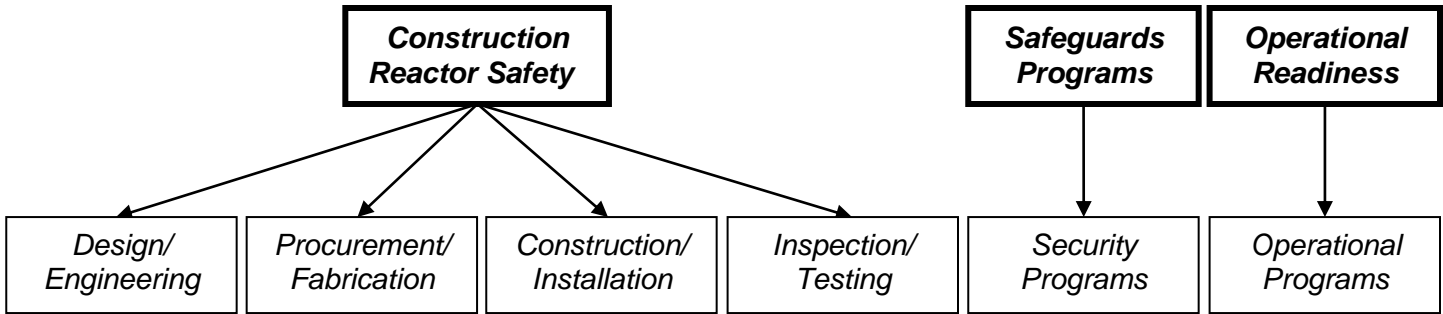 Construction
Reactor Safety
Safeguards
Programs
Operational
Readiness
Design/
Engineering
Procurement/
Fabrication
Construction/
Installation
Inspection/
Testing
Security
Programs
Operational
Programs